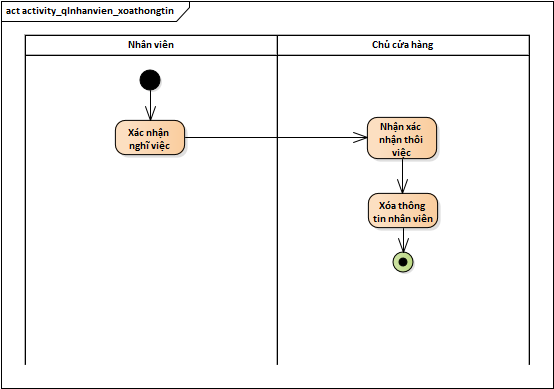 act activity_qlnhanvien_xoathongtin
Nhân viên
Chủ cửa hàng
Xác nhận
nghĩ việc
Nhận xác
nhận thôi
việc
Xóa thông
tin nhân viên